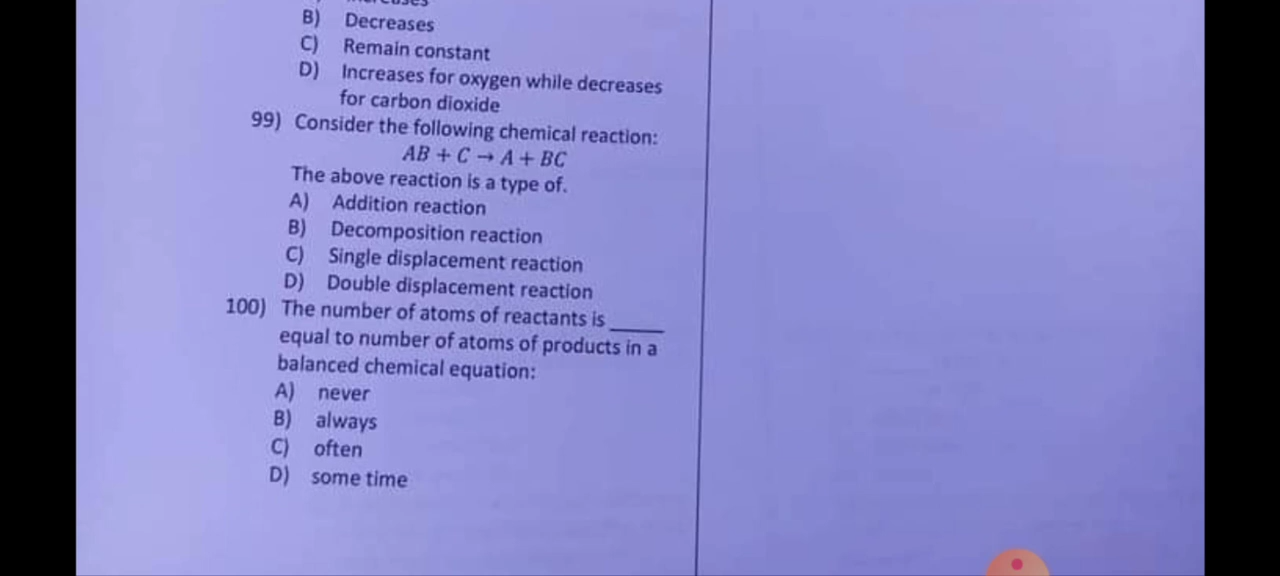 B) Decreases
C) Remain constant
D) Increases for oxygen while decreases
for carbon dioxide
99) Consider the following chemical reaction:
AB + C → A + BC
The above reaction is a type of.
A) Addition reaction
B) Decomposition reaction
C) Single displacement reaction
D) Double displacement reaction
100) The number of atoms of reactants is _____
equal to number of atoms of products in a
balanced chemical equation:
A) never
B) always
C) often
D) some time